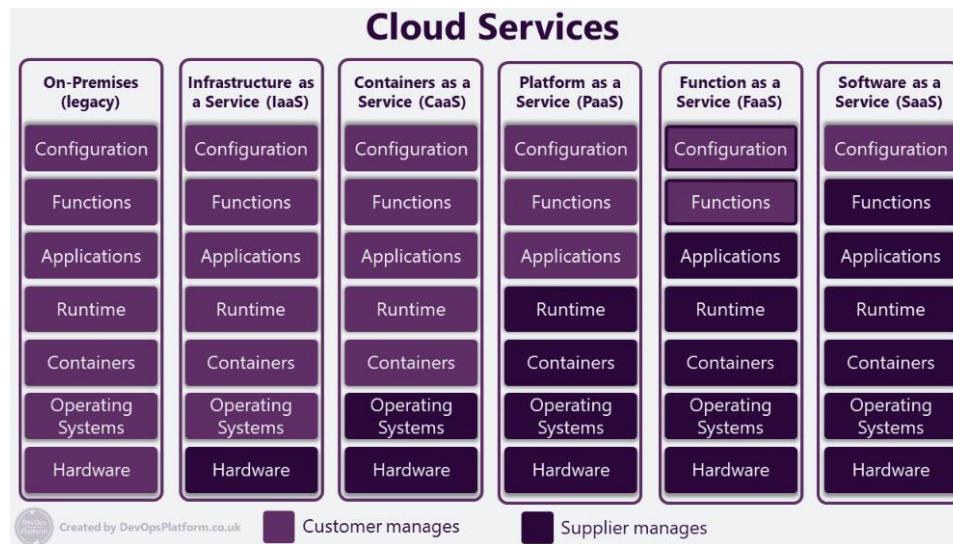 Cloud Services
On-Premises
(legacy)
Configuration
Functions
Applications
Runtime
Containers
Operating
Systems
Hardware
Infrastructure as
a Service (IaaS)
Configuration
Functions
Applications
Runtime
Containers
Operating
Systems
Hardware
Containers as a
Service (CaaS)
Configuration
Functions
Applications
Runtime
Containers
Operating
Systems
Hardware
Platform as a
Service (PaaS)
Configuration
Functions
Applications
Runtime
Containers
Operating
Systems
Hardware
Function as a
Service (FaaS)
Configuration
Functions
Applications
Runtime
Containers
Operating
Systems
Hardware
Software as a
Service (SaaS)
Configuration
Functions
Applications
Runtime
Containers
Operating
Systems
Hardware
DevOps
Platform
Created by DevOpsPlatform.co.uk
Customer manages
Supplier manages